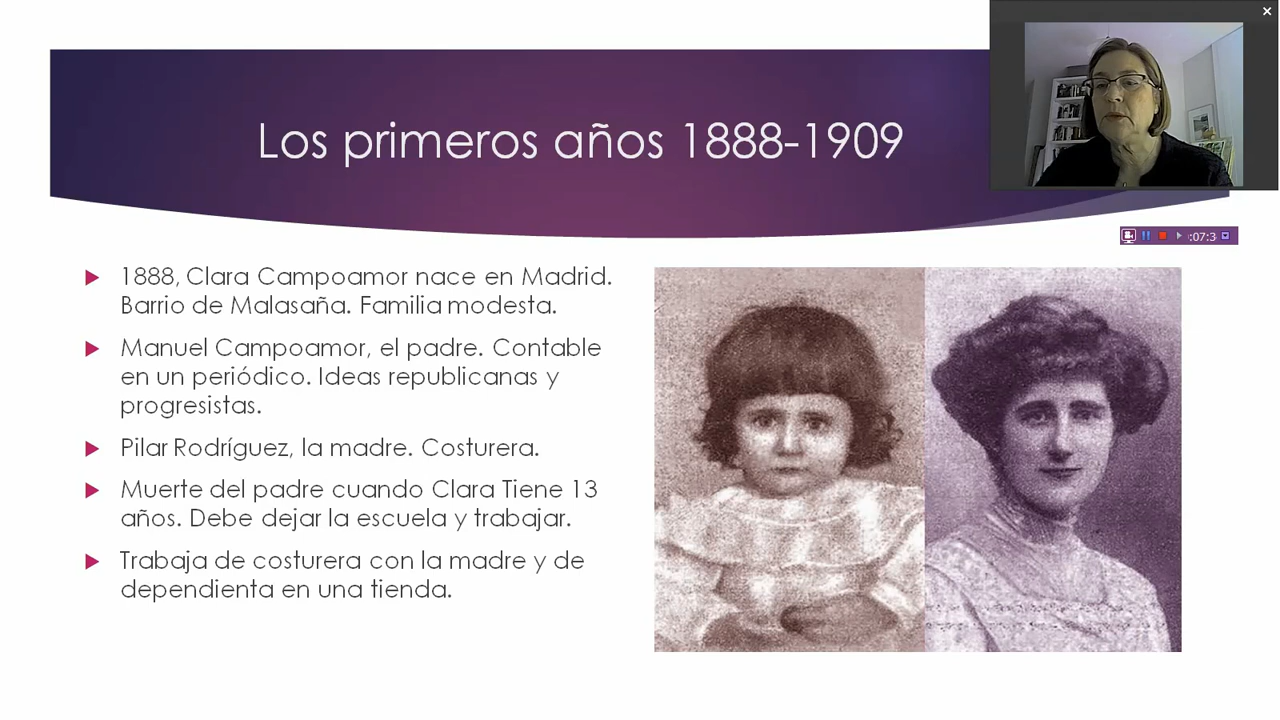 Los primeros años 1888-1909
:07:3
1888, Clara Campoamor nace en Madrid.
Barrio de Malasaña. Familia modesta.
Manuel Campoamor, el padre. Contable
en un periódico. Ideas republicanas y
progresistas.
Pilar Rodríguez, la madre. Costurera.
Muerte del padre cuando Clara Tiene 13
años. Debe dejar la escuela y trabajar.
Trabaja de costurera con la madre y de
dependienta en una tienda.